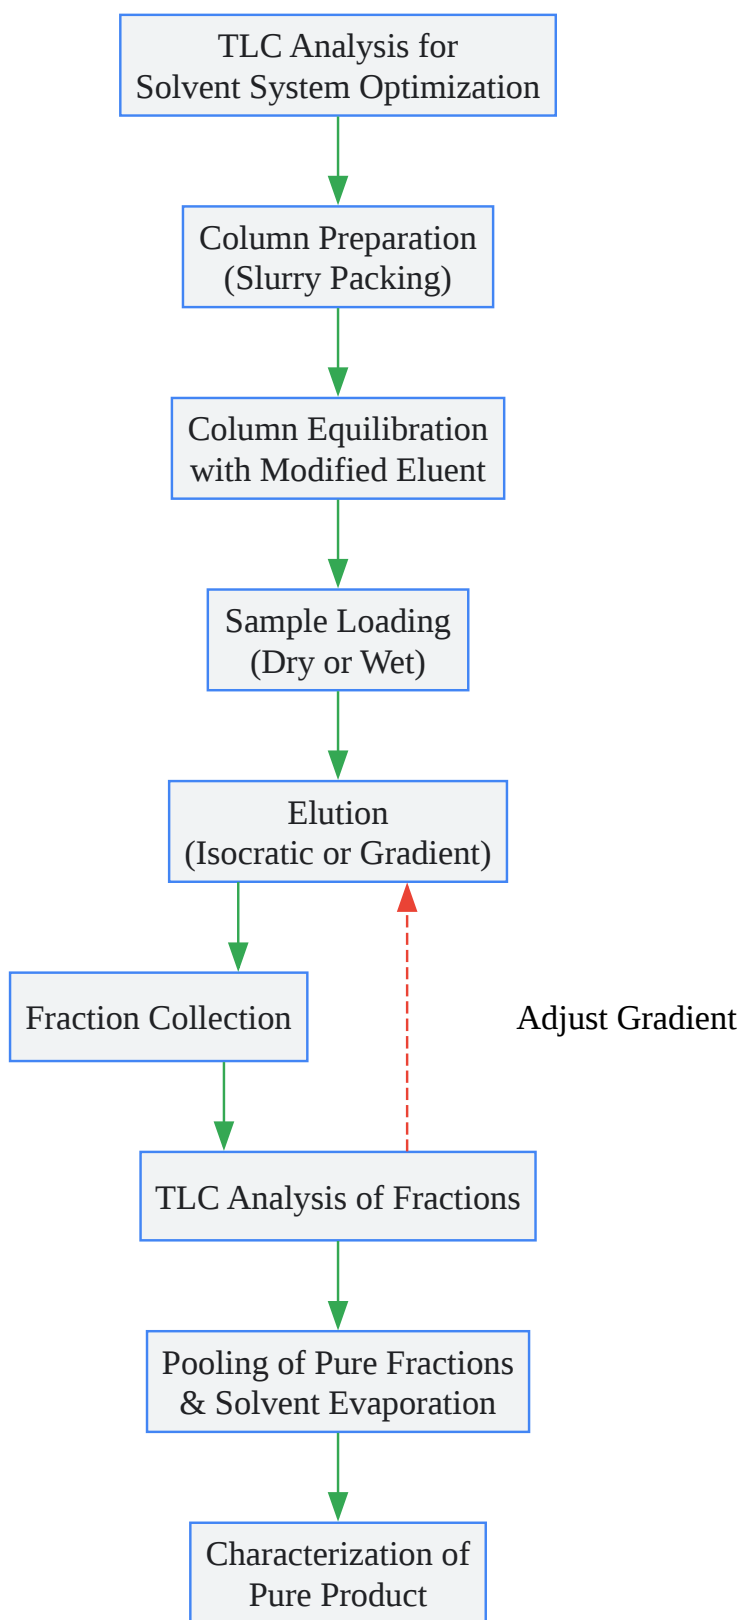 TLC Analysis for
Solvent System Optimization
Column Preparation
(Slurry Packing)
Column Equilibration
with Modified Eluent
Sample Loading
(Dry or Wet)
Elution
(Isocratic or Gradient)
Fraction Collection
Adjust Gradient
TLC Analysis of Fractions
Pooling of Pure Fractions
& Solvent Evaporation
Characterization of
Pure Product